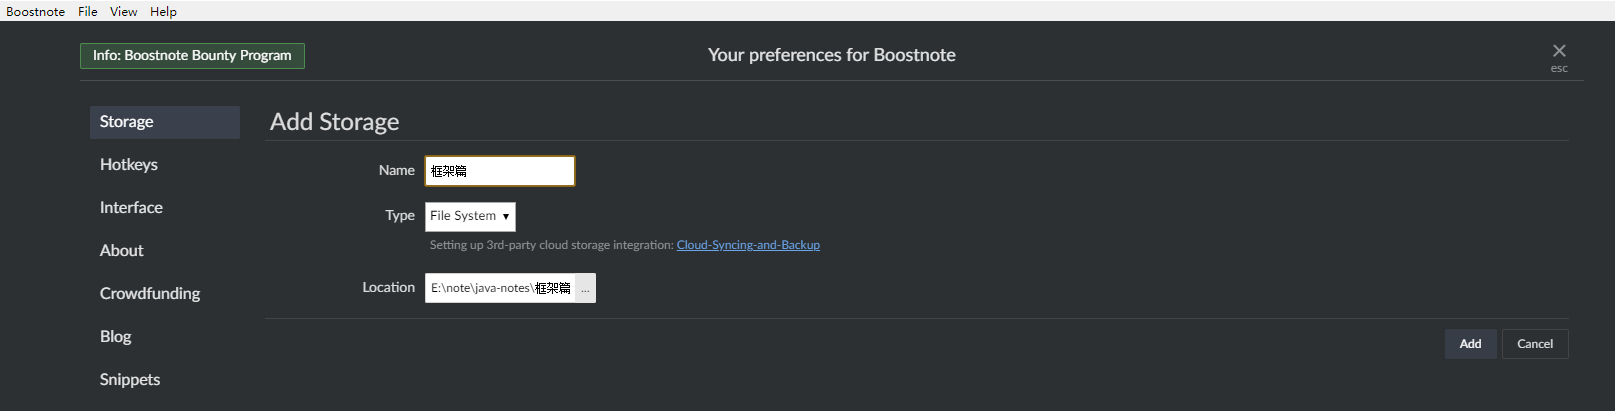 Boostnote File View Help
Info: Boostnote Bounty Program
Your preferences for Boostnote
esc
Storage
Hotkeys
Interface
About
Crowdfunding
Blog
Snippets
Add Storage
Name 框架篇
Type File System
Setting up 3rd-party cloud storage integration: Cloud-Syncing-and-Backup
Location E:\note\java-notes\框架篇 ...
Add Cancel